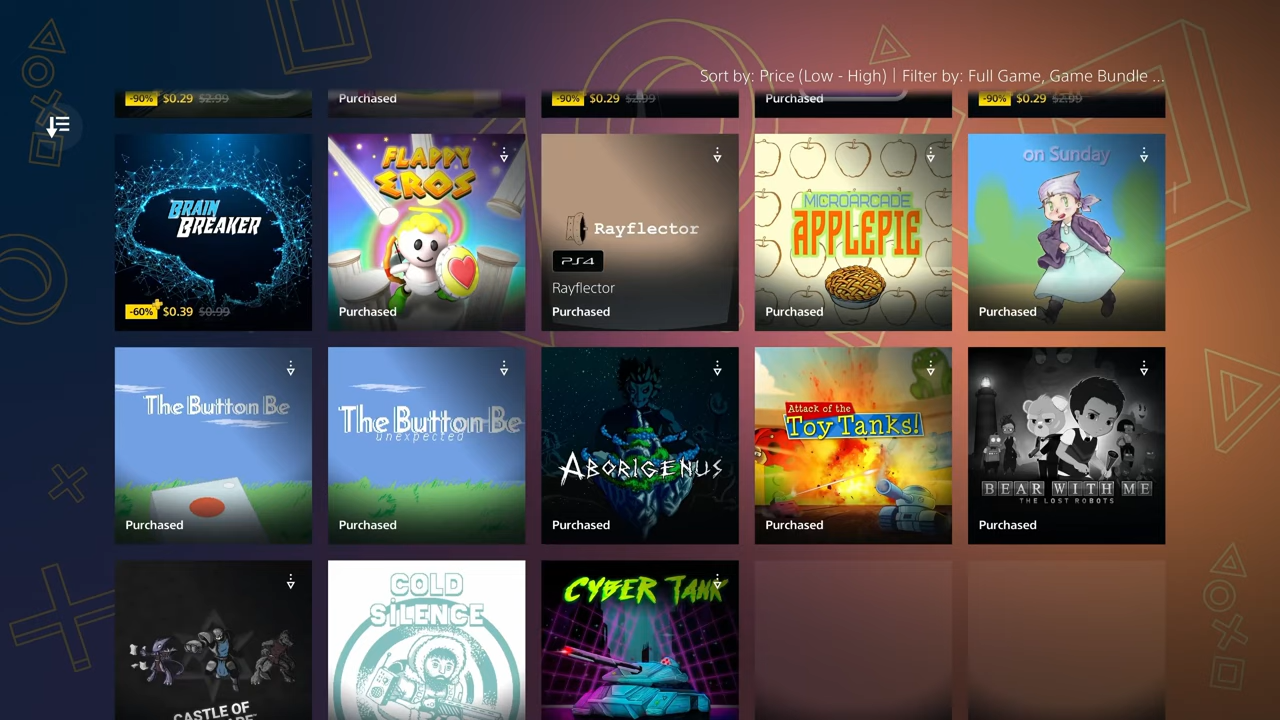 Sort by: Price (Low - High) | Filter by: Full Game, Game Bundle ...
-90% $0.29 $2.99
Purchased
-90% $0.29 $2.99
Purchased
-90% $0.29 $2.99
BRAIN
BREAKER
-60% $0.39 $0.99
FLAPPY
EROS
Purchased
Rayflector
PS4
Rayflector
Purchased
MICROARCADE
APPLEPIE
Purchased
on Sunday
Purchased
The Button Be
Purchased
The Button Be
unexpected
Purchased
ABORIGENUS
Purchased
Attack of the
Toy Tanks!
Purchased
BEAR WITH ME
THE LOST ROBOTS
Purchased
CASTLE OF
COLD
SILENCE
CYBER TANK